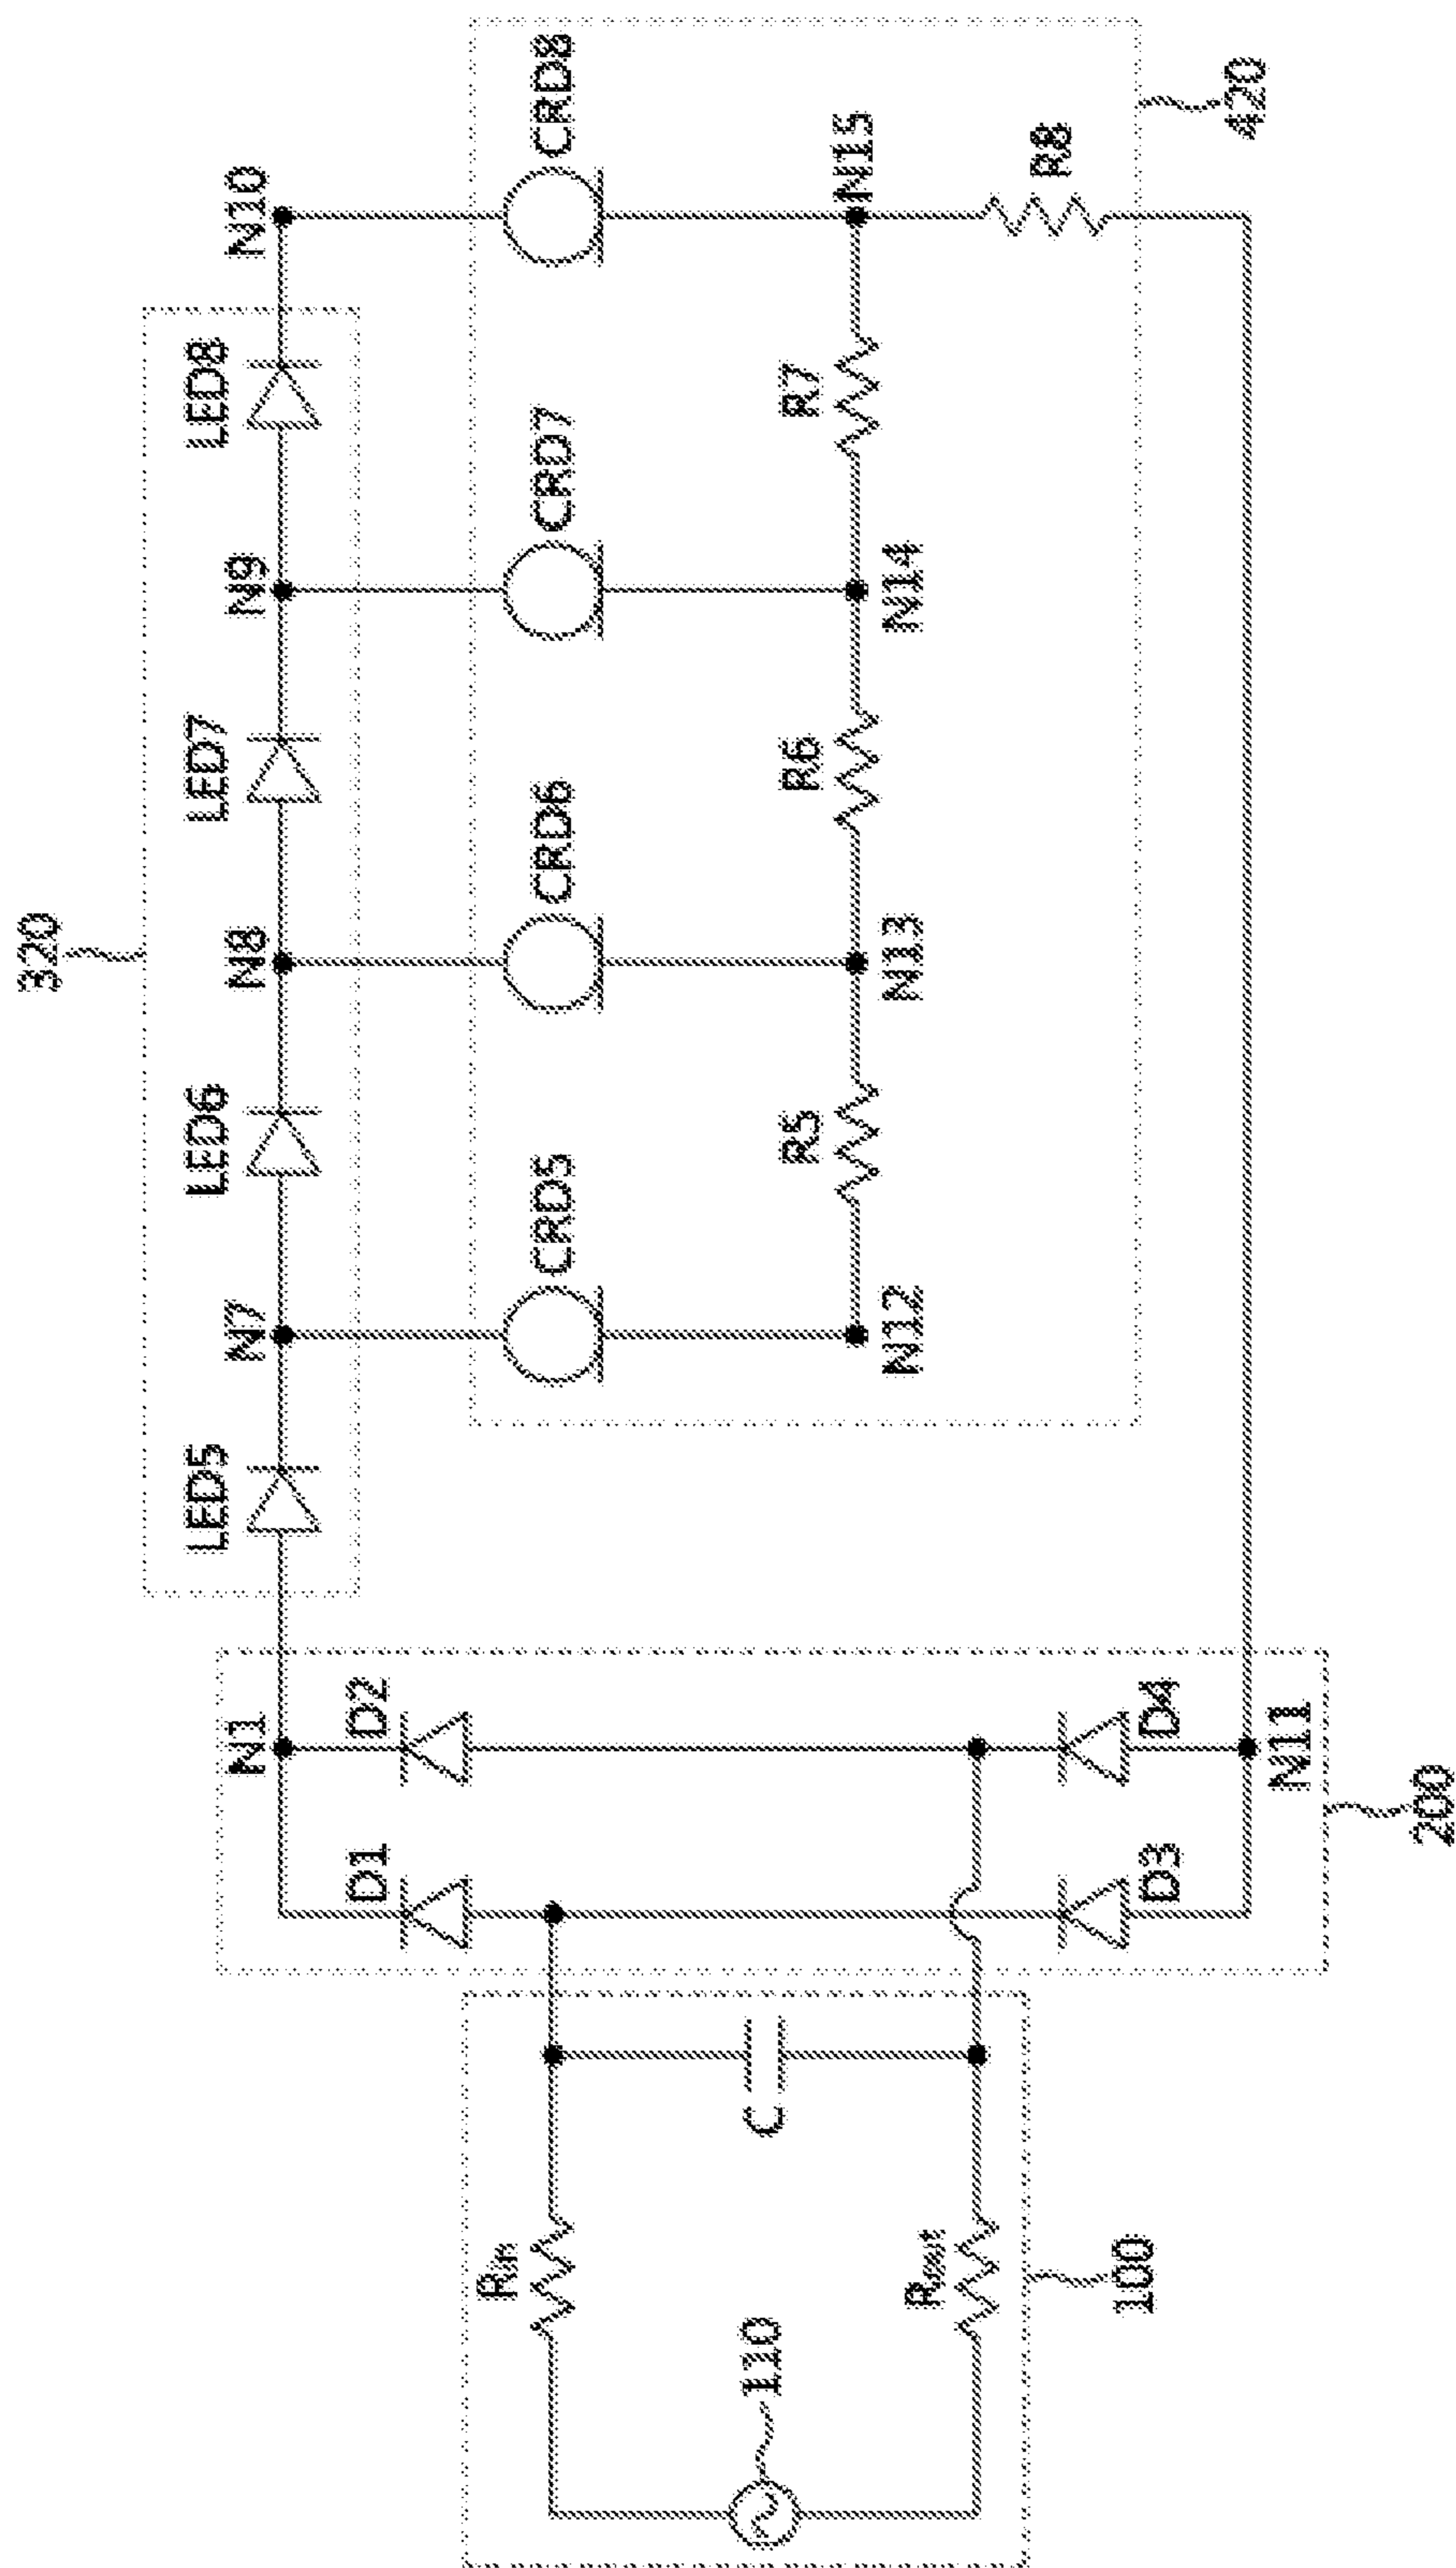 320
LED5
LED6
LED7
LED8
N1
N7
N8
N9
N10
D1
D2
Rin
CRD5
CRD6
CRD7
CRD8
110
C
R5
R6
R7
N15
N12
N13
N14
Rout
R8
D3
D4
100
420
N11
200